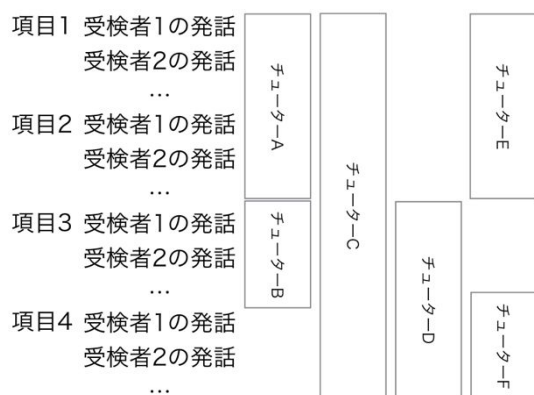 項目1 受検者1の発話
受検者2の発話
…
項目2 受検者1の発話
受検者2の発話
…
項目3 受検者1の発話
受検者2の発話
…
項目4 受検者1の発話
受検者2の発話
…
チューターA
チューターB
チューターC
チューターD
チューターE
チューターF